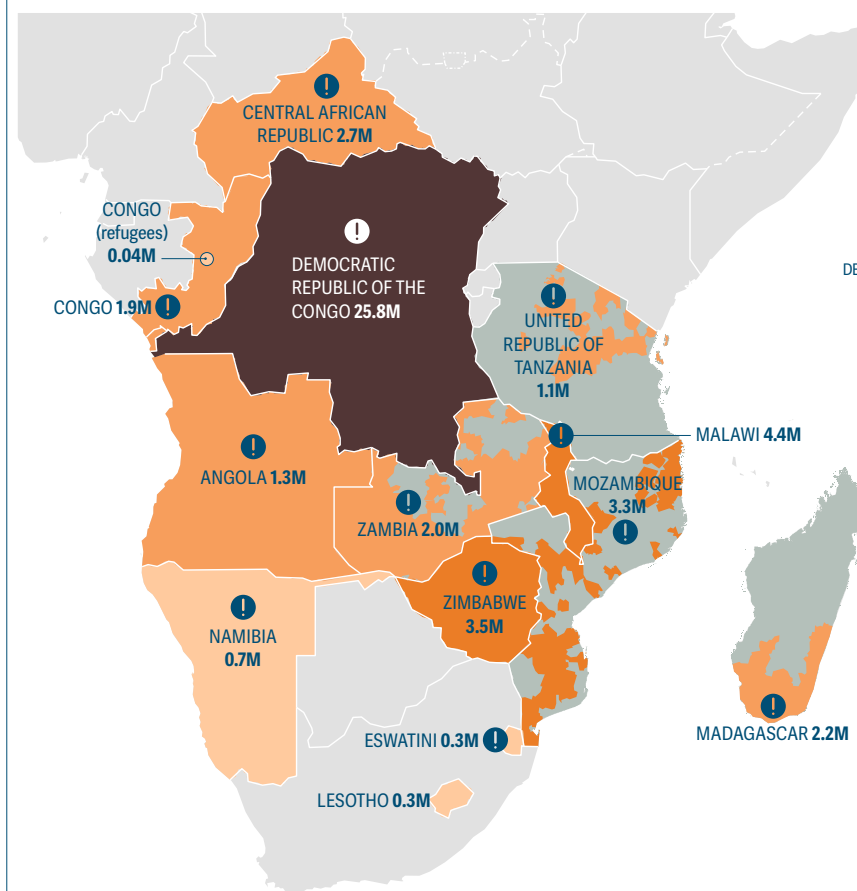 CENTRAL AFRICAN
REPUBLIC 2.7M
CONGO
(refugees)
0.04M
DEMOCRATIC
REPUBLIC OF THE
CONGO 25.8M
DE
CONGO 1.9M
UNITED
REPUBLIC OF
TANZANIA
1.1M
MALAWI 4.4M
ANGOLA 1.3M
MOZAMBIQUE
3.3M
ZAMBIA 2.0M
ZIMBABWE
3.5M
NAMIBIA
0.7M
ESWATINI 0.3M
MADAGASCAR 2.2M
LESOTHO 0.3M